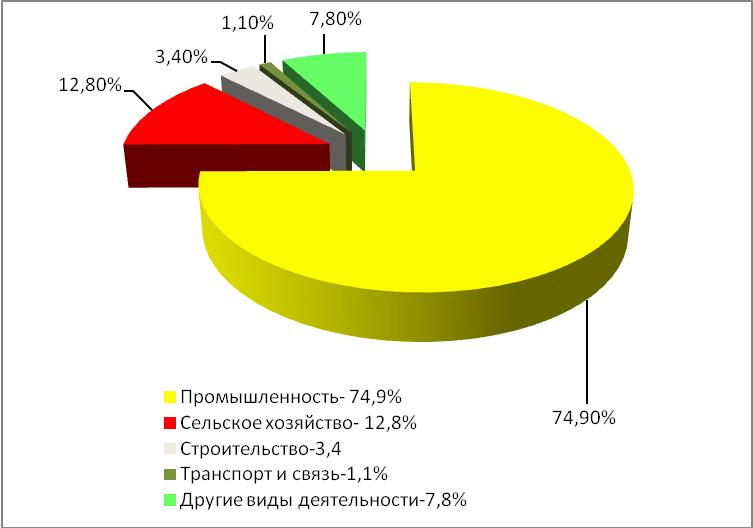 1,10%
7,80%
3,40%
12,80%
74,90%
Промышленность- 74,9%
Сельское хозяйство- 12,8%
Строительство-3,4
Транспорт и связь-1,1%
Другие виды деятельности-7,8%